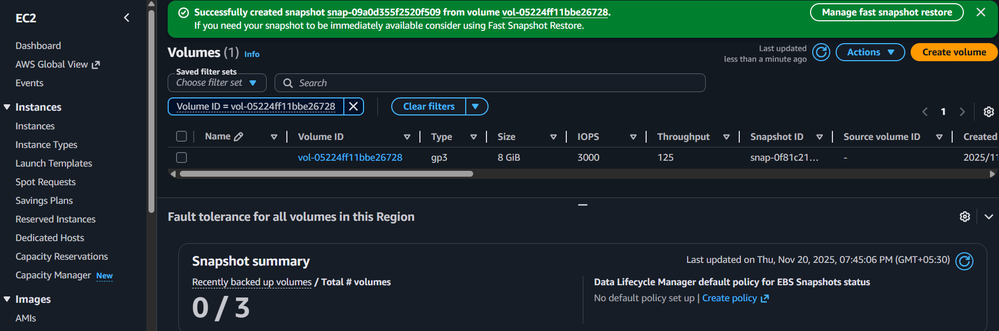 EC2
Dashboard
AWS Global View
Events
Instances
Instances
Instance Types
Launch Templates
Spot Requests
Savings Plans
Reserved Instances
Dedicated Hosts
Capacity Reservations
Capacity Manager New
Images
AMIs
Successfully created snapshot snap-09a0d355f2520f509 from volume vol-05224ff11bbe26728.
If you need your snapshot to be immediately available consider using Fast Snapshot Restore.
Manage fast snapshot restore
Volumes (1) Info
Last updated
less than a minute ago
Actions
Create volume
Saved filter sets
Choose filter set
Search
Volume ID = vol-05224ff11bbe26728
Clear filters
1
Name Volume ID Type Size IOPS Throughput Snapshot ID Source volume ID Created
vol-05224ff11bbe26728 gp3 8 GiB 3000 125 snap-0f81c21... - 2025/11
Fault tolerance for all volumes in this Region
Snapshot summary
Last updated on Thu, Nov 20, 2025, 07:45:06 PM (GMT+05:30)
Recently backed up volumes / Total # volumes
0 / 3
Data Lifecycle Manager default policy for EBS Snapshots status
No default policy set up | Create policy